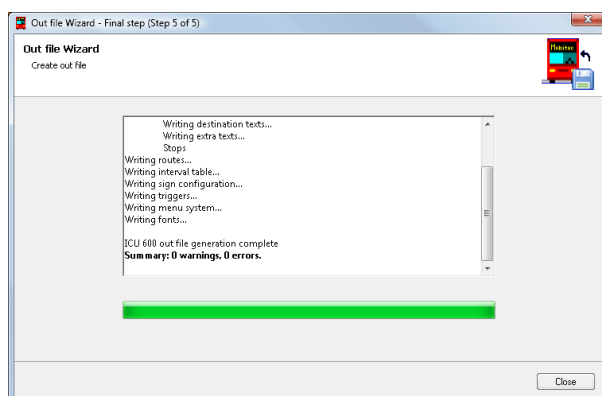 Out file Wizard - Final step (Step 5 of 5)
Out file Wizard
Create out file
Mobitec
Writing destination texts...
Writing extra texts...
Stops
Writing routes...
Writing interval table...
Writing sign configuration...
Writing triggers...
Writing menu system...
Writing fonts...
ICU 600 out file generation complete
Summary: 0 warnings, 0 errors.
Close